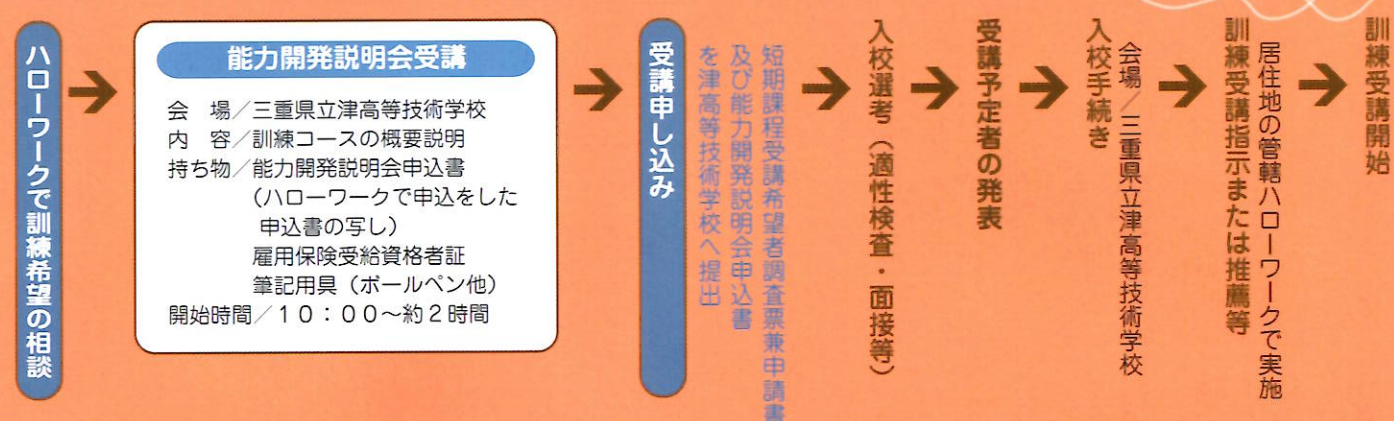 ハローワークで訓練希望の相談
能力開発説明会受講
会　場／三重県立津高等技術学校
内　容／訓練コースの概要説明
持ち物／能力開発説明会申込書
（ハローワークで申込をした
申込書の写し）
雇用保険受給資格者証
筆記用具（ボールペン他）
開始時間／１０：００〜約２時間
受講申し込み
短期課程受講希望者調査票兼申請書
及び能力開発説明会申込書
を津高等技術学校へ提出
入校選考（適性検査・面接等）
受講予定者の発表
入校手続き
会場／三重県立津高等技術学校
訓練受講指示または推薦等
居住地の管轄ハローワークで実施
訓練受講開始